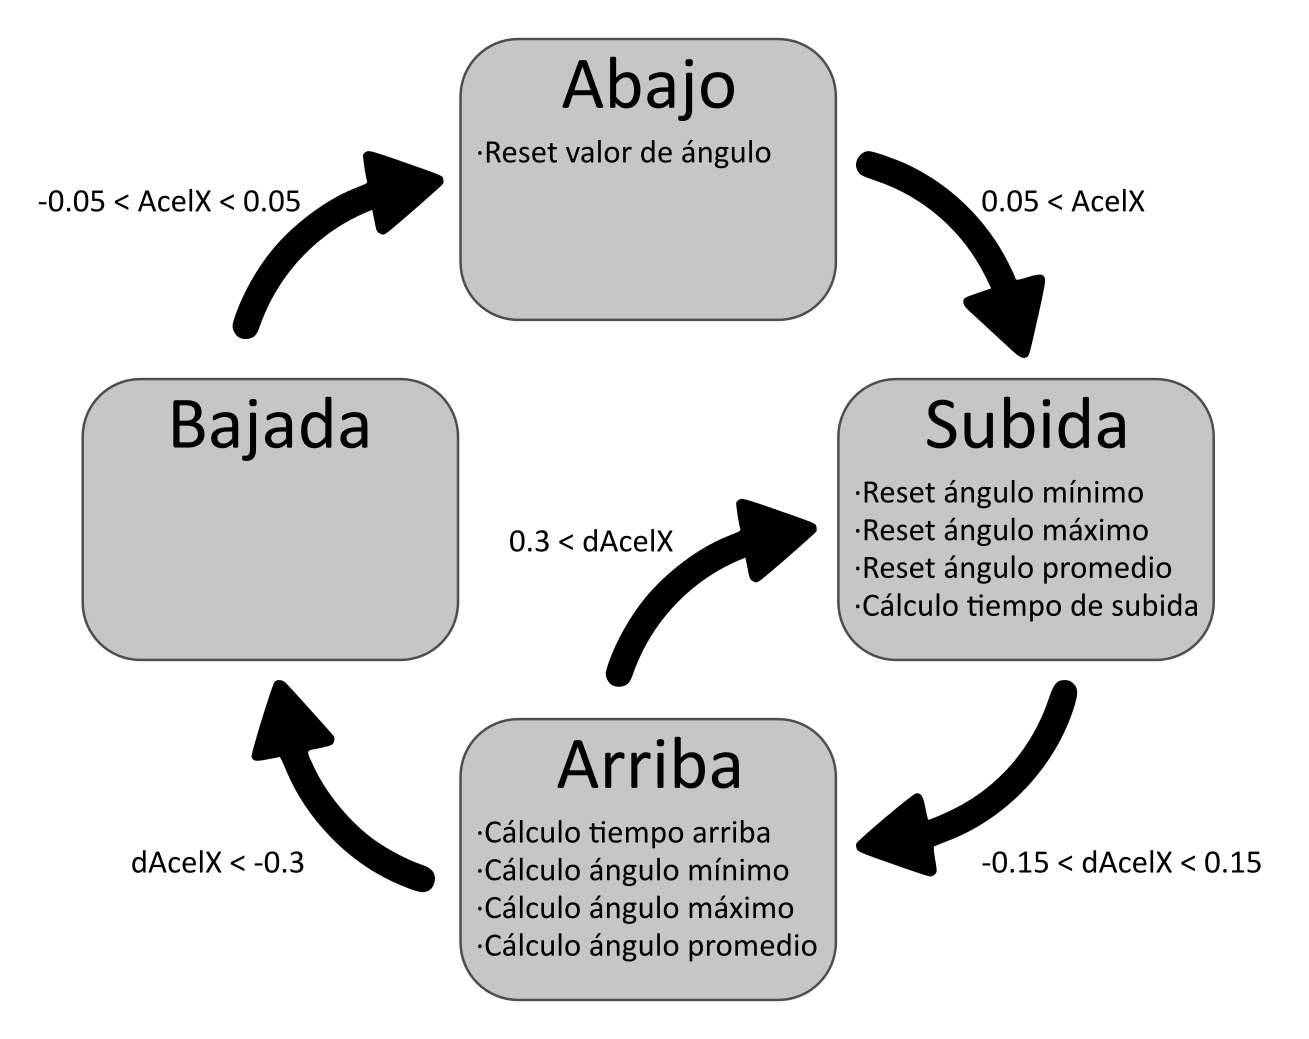 Abajo
·Reset valor de ángulo
-0.05 < AcelX < 0.05
0.05 < AcelX
Bajada
Subida
·Reset ángulo mínimo
·Reset ángulo máximo
·Reset ángulo promedio
·Cálculo tiempo de subida
0.3 < dAcelX
Arriba
·Cálculo tiempo arriba
·Cálculo ángulo mínimo
·Cálculo ángulo máximo
·Cálculo ángulo promedio
dAcelX < -0.3
-0.15 < dAcelX < 0.15